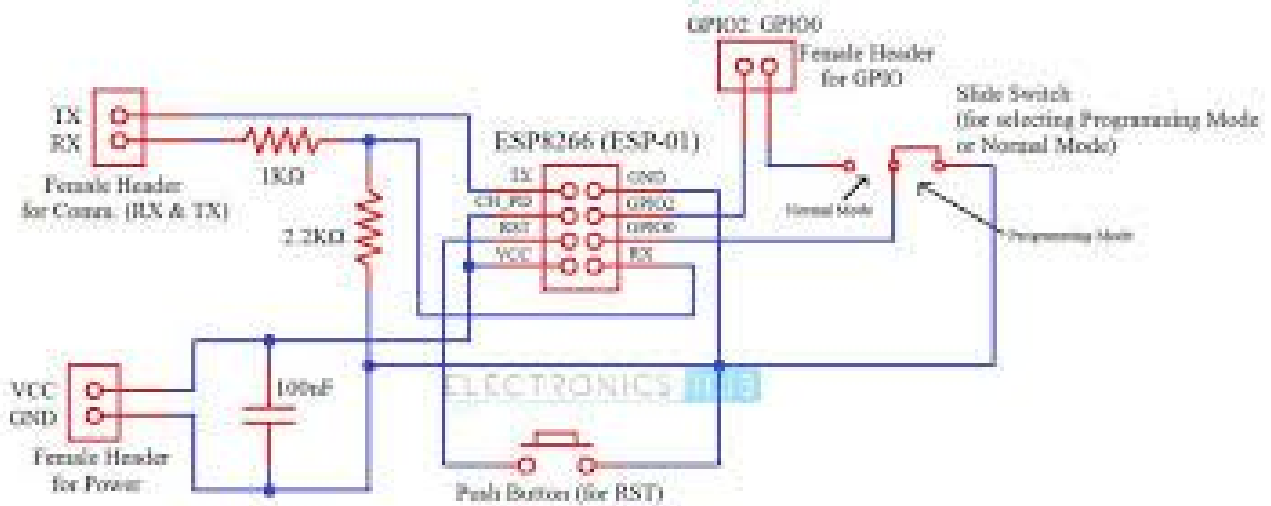 GPIO2 GPIO0
Female Header
for GPIO
Slide Switch
(for selecting Programming Mode
or Normal Mode)
Normal Mode
Programming Mode
TX
RX
Female Header
for Comm. (RX & TX)
1KΩ
2.2KΩ
ESP8266 (ESP-01)
TX
CH_PD
RST
VCC
GND
GPIO2
GPIO0
RX
VCC
GND
Female Header
for Power
100nF
ELECTRONICS HUB
Push Button (for RST)